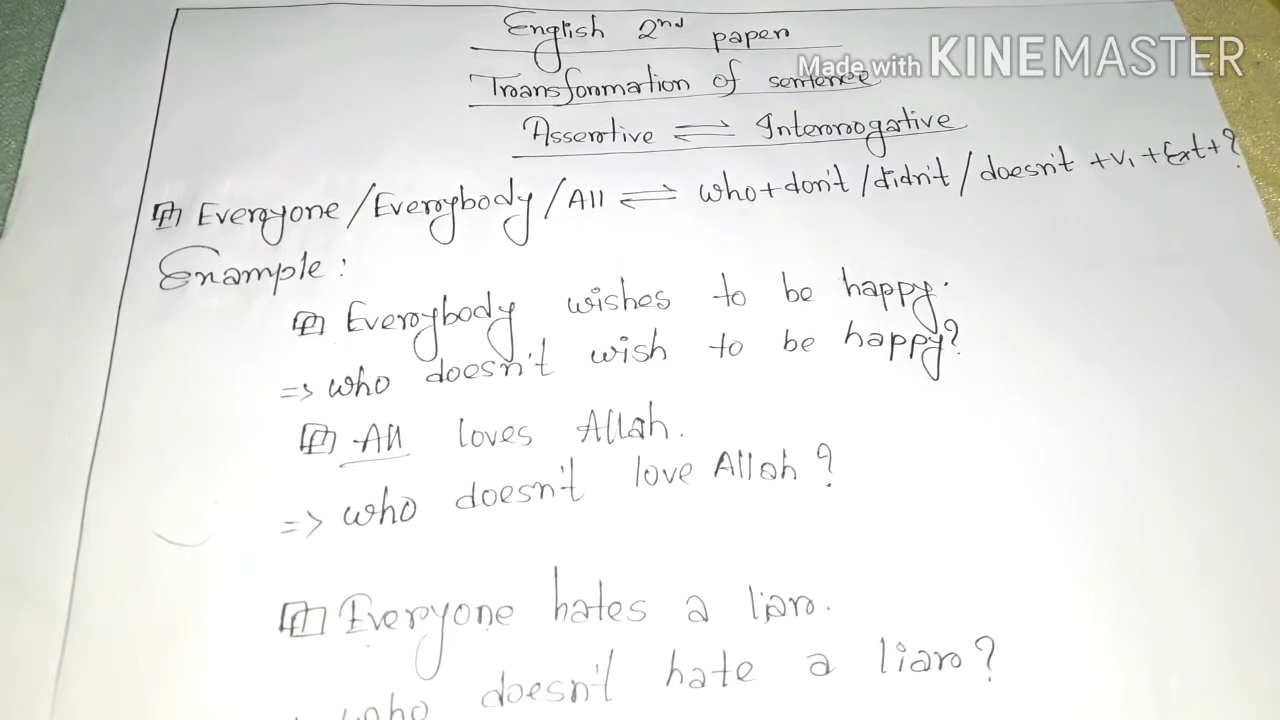 English 2nd paper
Made with KINEMASTER
Transformation of sentence
Assertive ⇌ Interrogative
Everyone/Everybody/All ⇌ who+don't/didn't/doesn't +V₁+Ext+?
Example:
Everybody wishes to be happy.
=> who doesn't wish to be happy?
All loves Allah.
=> who doesn't love Allah?
Everyone hates a liar.
who doesn't hate a liar?